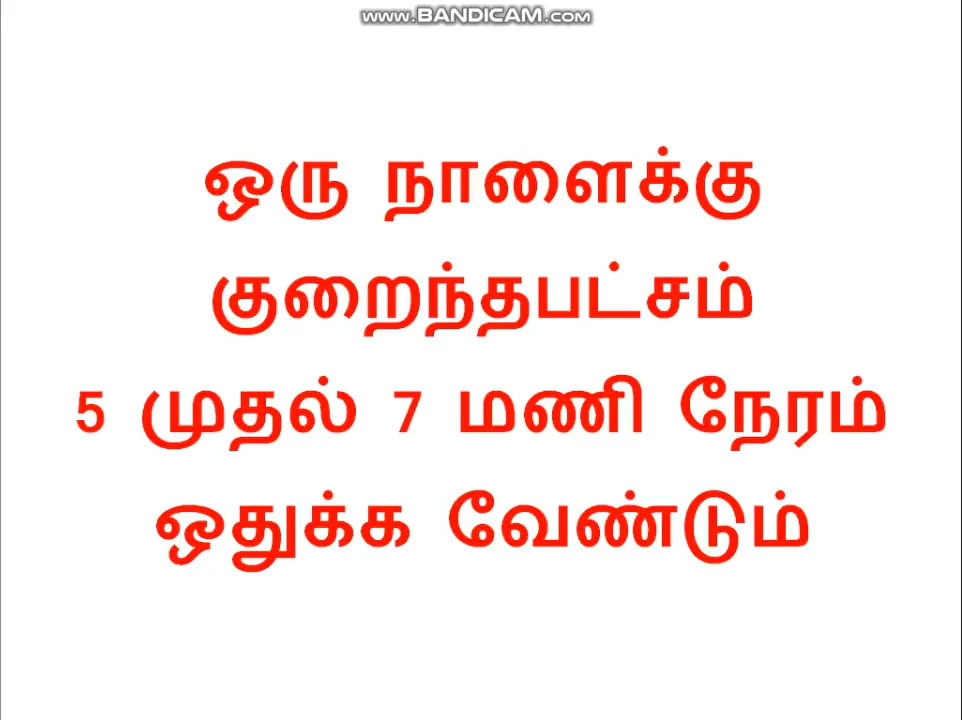 www.BANDICAM.com
ஒரு நாளைக்கு
குறைந்தபட்சம்
5 முதல் 7 மணி நேரம்
ஒதுக்க வேண்டும்